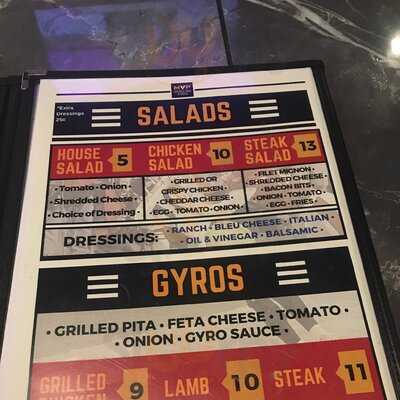 *Extra
Dressings
25¢
MVP
SALADS
HOUSE SALAD 5
• Tomato • Onion •
• Shredded Cheese •
• Choice of Dressing •
CHICKEN SALAD 10
• GRILLED OR
CRISPY CHICKEN •
• CHEDDAR CHEESE •
• EGG • TOMATO • ONION •
STEAK SALAD 13
• FILET MIGNON •
• SHREDDED CHEESE •
• BACON BITS •
• ONION • TOMATO •
• EGG • FRIES •
DRESSINGS:
• RANCH • BLEU CHEESE • ITALIAN •
• OIL & VINEGAR • BALSAMIC •
GYROS
• GRILLED PITA • FETA CHEESE • TOMATO •
• ONION • GYRO SAUCE •
GRILLED
CHICKEN 9
LAMB 10
STEAK 11